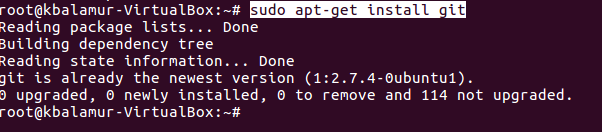 root@kbalamur-VirtualBox:~# sudo apt-get install git
Reading package lists... Done
Building dependency tree
Reading state information... Done
git is already the newest version (1:2.7.4-0ubuntu1).
0 upgraded, 0 newly installed, 0 to remove and 114 not upgraded.
root@kbalamur-VirtualBox:~#